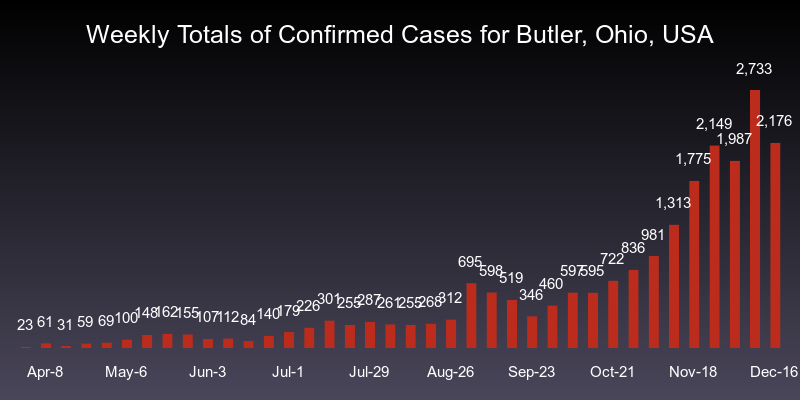 Weekly Totals of Confirmed Cases for Butler, Ohio, USA
23 61 31 59 69 100 148 162 155 107 112 84 140 179 226 301 255 287 261 255 268 312 695 598 519 346 460 597 595 722 836 981 1,313 1,775 2,149 1,987 2,733 2,176
Apr-8 May-6 Jun-3 Jul-1 Jul-29 Aug-26 Sep-23 Oct-21 Nov-18 Dec-16